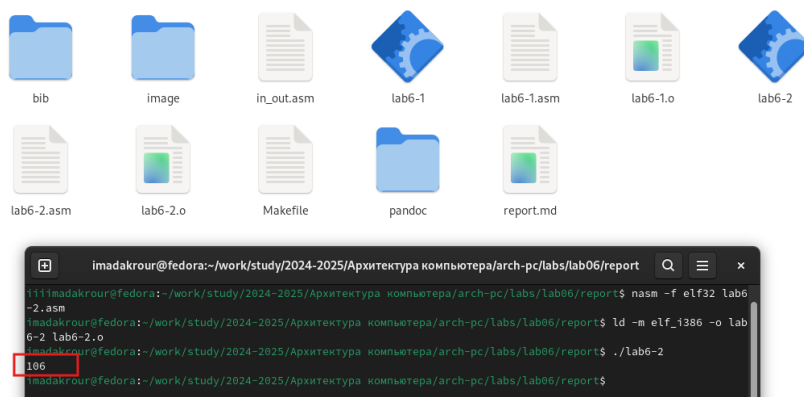 bib image in_out.asm lab6-1 lab6-1.asm lab6-1.o lab6-2
lab6-2.asm lab6-2.o Makefile pandoc report.md
imadakrour@fedora:~/work/study/2024-2025/Архитектура компьютера/arch-pc/labs/lab06/report
iiiimadakrour@fedora:~/work/study/2024-2025/Архитектура компьютера/arch-pc/labs/lab06/report$ nasm -f elf32 lab6
-2.asm
imadakrour@fedora:~/work/study/2024-2025/Архитектура компьютера/arch-pc/labs/lab06/report$ ld -m elf_i386 -o lab
6-2 lab6-2.o
imadakrour@fedora:~/work/study/2024-2025/Архитектура компьютера/arch-pc/labs/lab06/report$ ./lab6-2
106
imadakrour@fedora:~/work/study/2024-2025/Архитектура компьютера/arch-pc/labs/lab06/report$